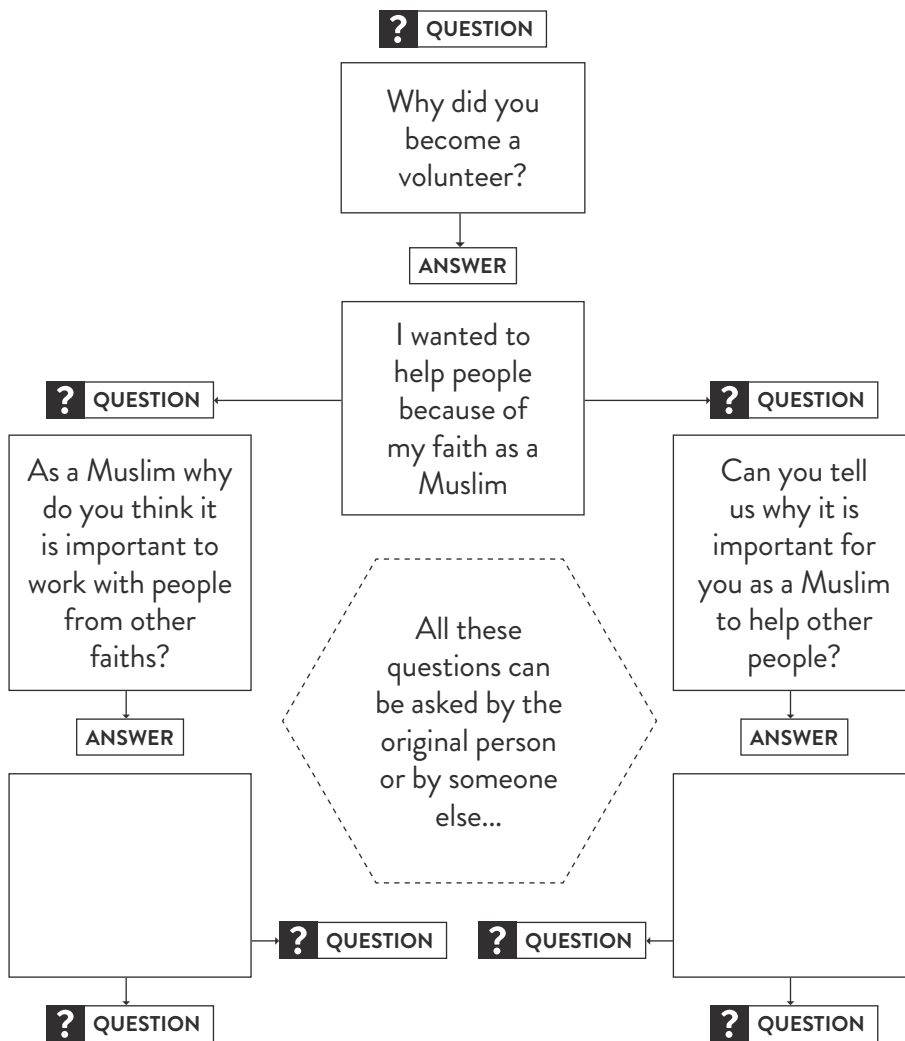 ? QUESTION
Why did you
become a
volunteer?
ANSWER
I wanted to
help people
because of
my faith as a
Muslim
? QUESTION
As a Muslim why
do you think it
is important to
work with people
from other
faiths?
ANSWER
? QUESTION
Can you tell
us why it is
important for
you as a Muslim
to help other
people?
ANSWER
All these
questions can
be asked by the
original person
or by someone
else...
? QUESTION
? QUESTION
? QUESTION
? QUESTION